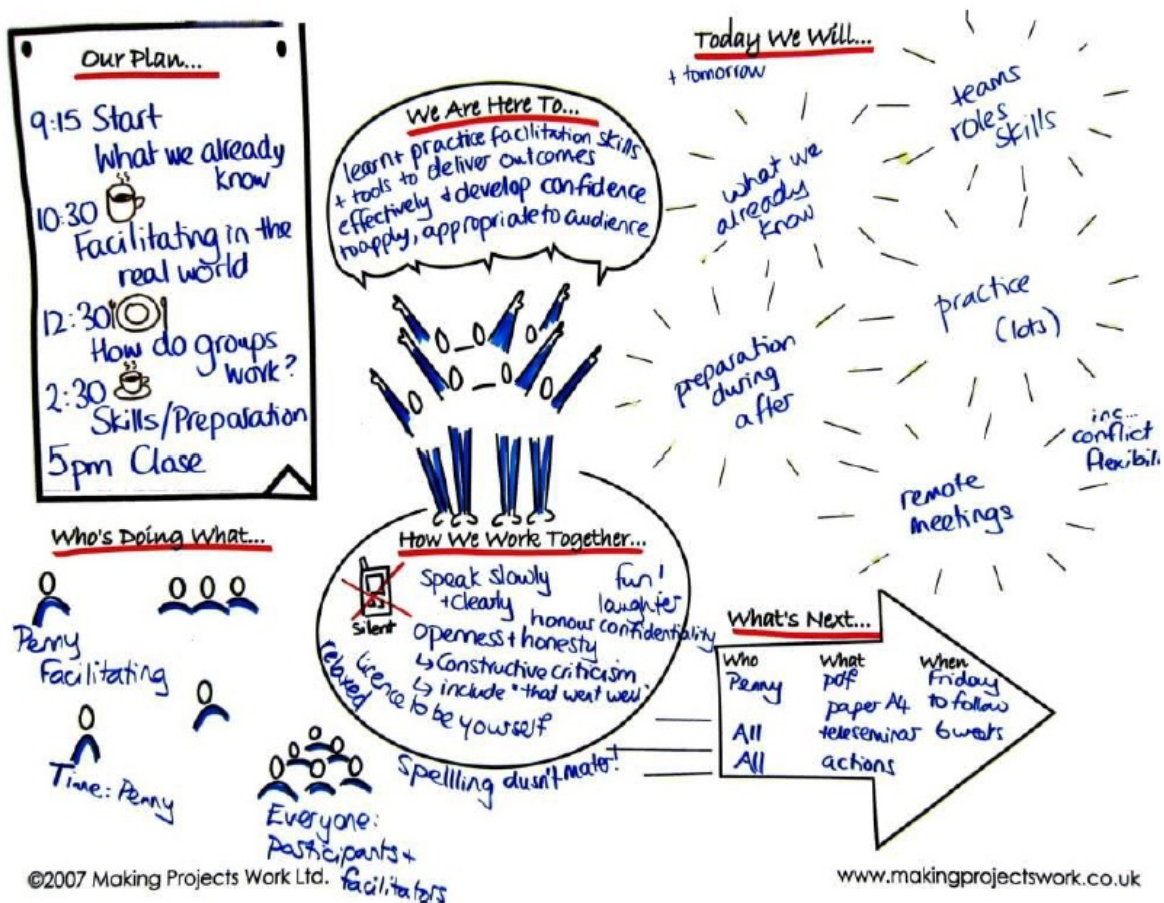 Our Plan...
9:15 Start
What we already
know
10:30
Facilitating in the
real world
12:30
How do groups
work?
2:30
Skills/Preparation
5pm Close
We Are Here To...
learn + practice facilitation skills
+ tools to deliver outcomes
effectively + develop confidence
to apply, appropriate to audience
Today We Will...
+ tomorrow
what we
already
know
teams
roles
skills
preparation
during
after
practice
(lots)
remote
meetings
inc...
conflict
flexibili
Who's Doing What...
Penny
Facilitating
Time: Penny
Everyone:
Participants +
facilitators
How We Work Together...
silent
speak slowly
+ clearly
fun!
laughter
honour confidentiality
openness + honesty
↳ Constructive criticism
↳ include "that went well"
relaxed
licence to be yourself
Spellling dusn't mater!
What's Next...
Who What When
Penny pdf Friday
paper A4 to follow
All teleseminar 6 weeks
All actions
©2007 Making Projects Work Ltd.
www.makingprojectswork.co.uk